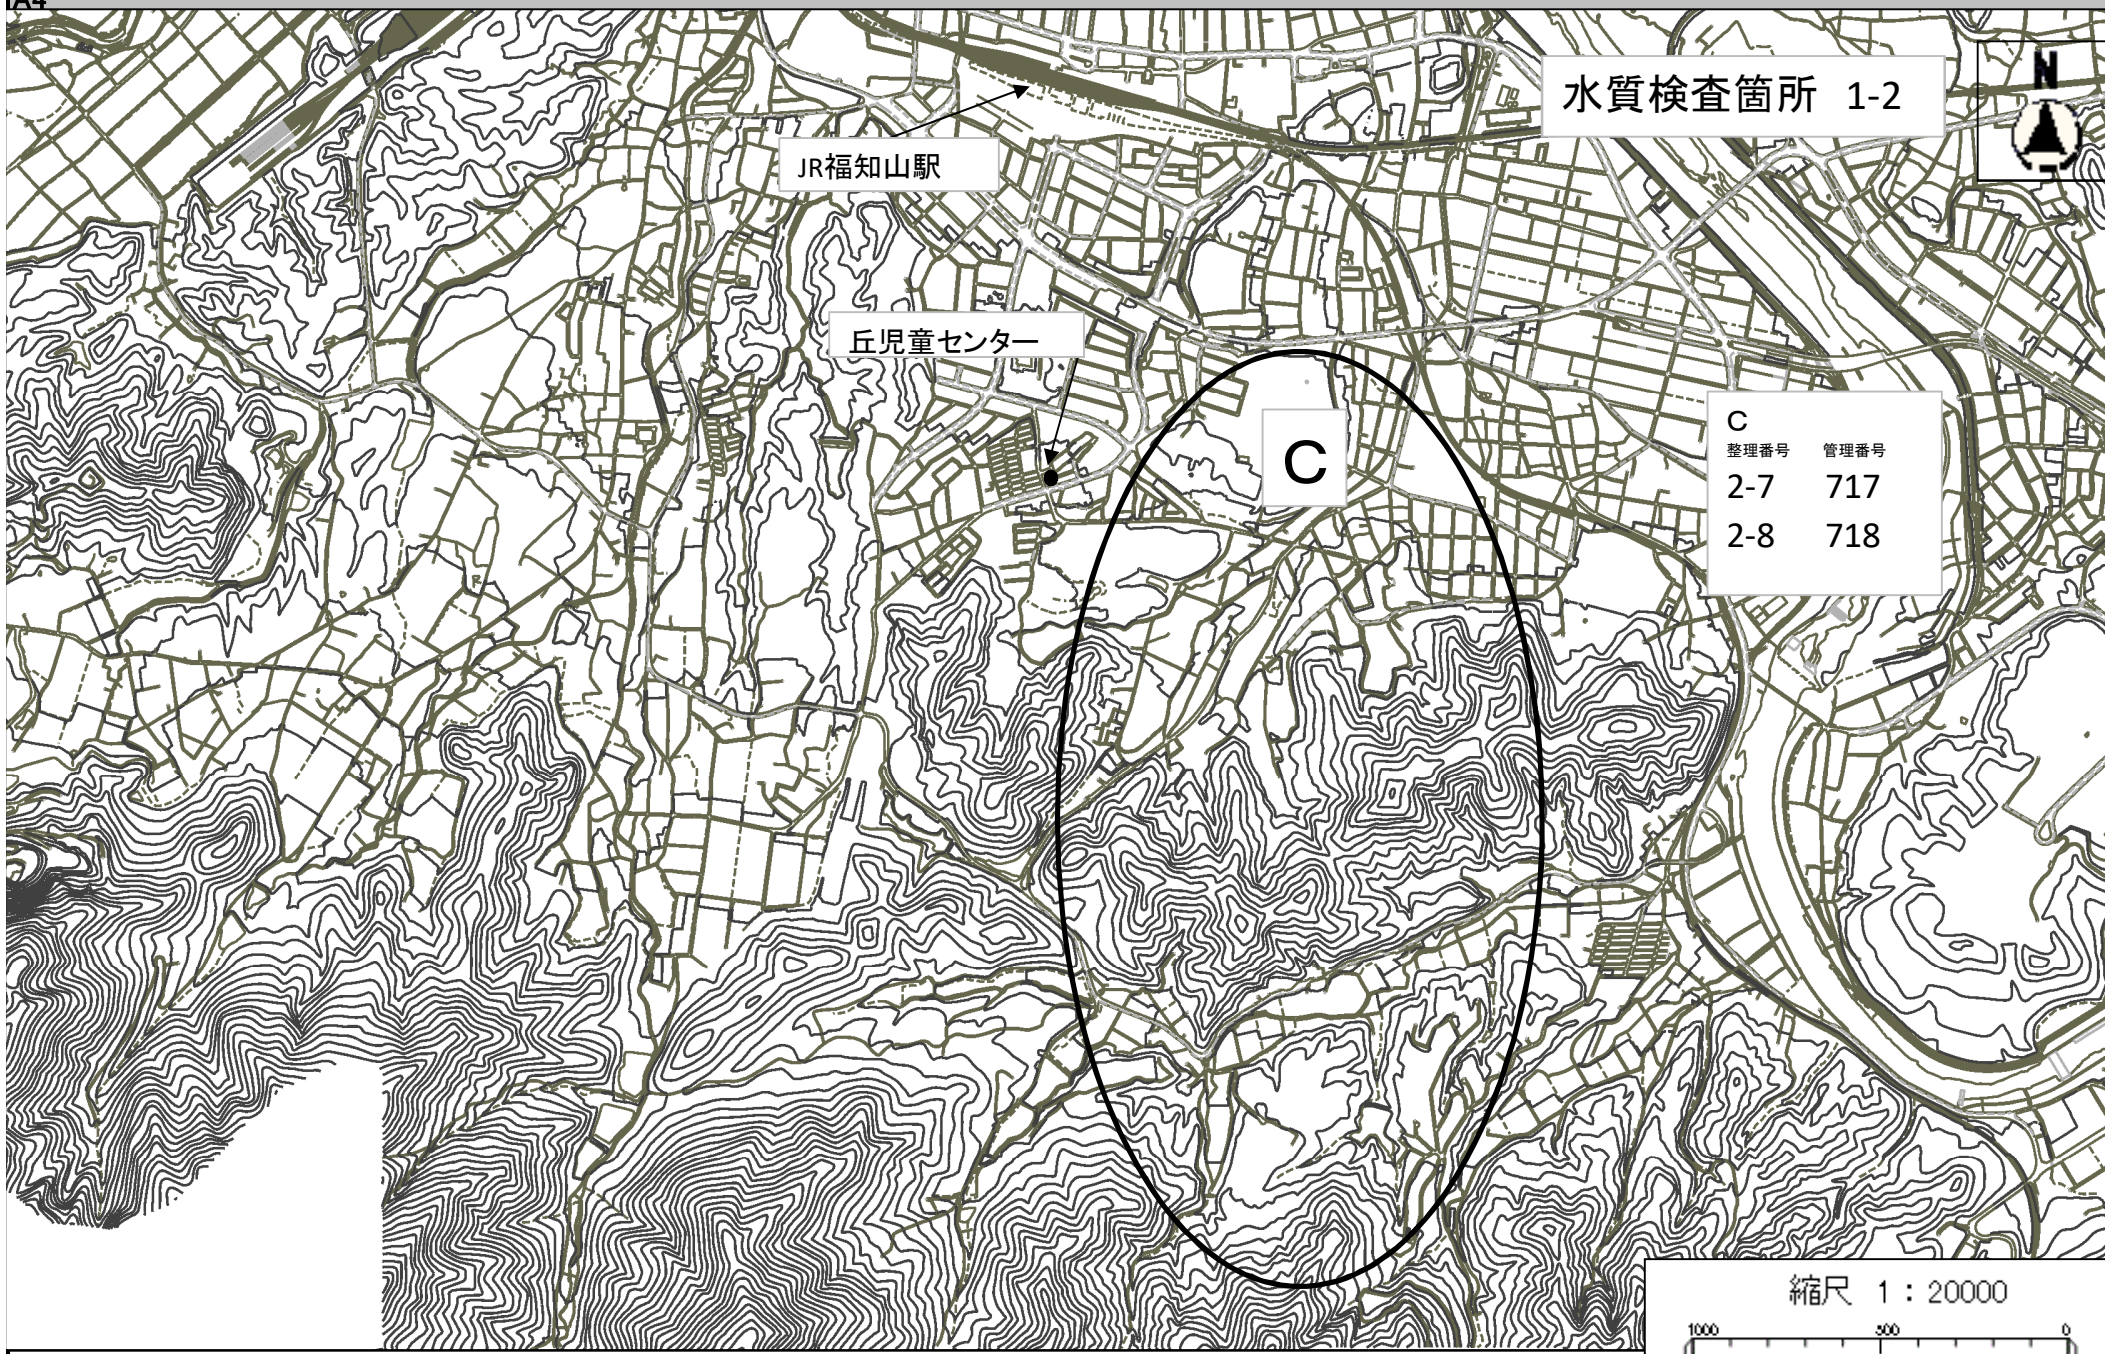 A4
水質検査箇所 1-2
N
JR福知山駅
丘児童センター
C
C
整理番号 管理番号
2-7 717
2-8 718
縮尺 1：20000
1000 500 0